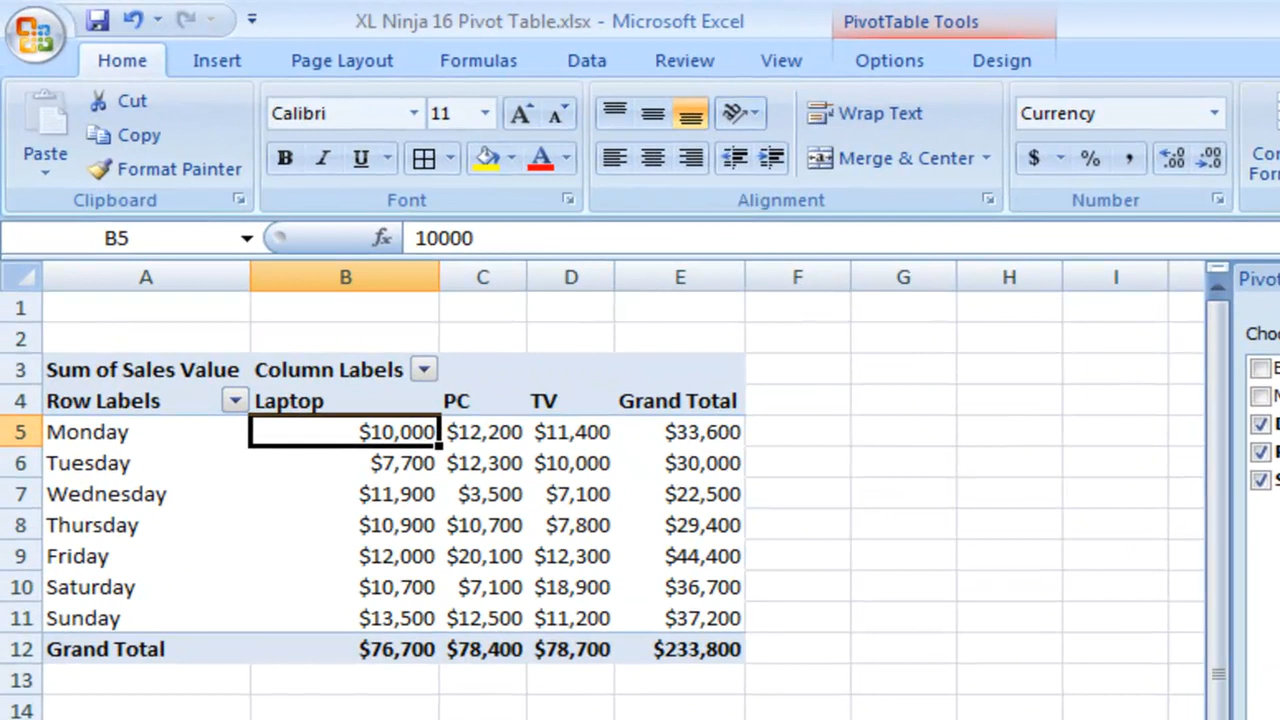 XL Ninja 16 Pivot Table.xlsx - Microsoft Excel PivotTable Tools
Home Insert Page Layout Formulas Data Review View Options Design
Cut
Copy
Paste
Format Painter
Clipboard
Calibri 11 A A
B I U A
Font
Wrap Text
Merge & Center
Alignment
Currency
$ % , .0 .00 .00 .0
Number
B5 fx 10000
A B C D E F G H I
1
2
3 Sum of Sales Value Column Labels
4 Row Labels Laptop PC TV Grand Total
5 Monday $10,000 $12,200 $11,400 $33,600
6 Tuesday $7,700 $12,300 $10,000 $30,000
7 Wednesday $11,900 $3,500 $7,100 $22,500
8 Thursday $10,900 $10,700 $7,800 $29,400
9 Friday $12,000 $20,100 $12,300 $44,400
10 Saturday $10,700 $7,100 $18,900 $36,700
11 Sunday $13,500 $12,500 $11,200 $37,200
12 Grand Total $76,700 $78,400 $78,700 $233,800
13
14